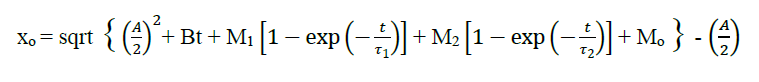 xₒ = sqrt { (A/2)² + Bt + M₁ [1 − exp(−t/τ₁)] + M₂ [1 − exp(−t/τ₂)] + Mₒ } - (A/2)